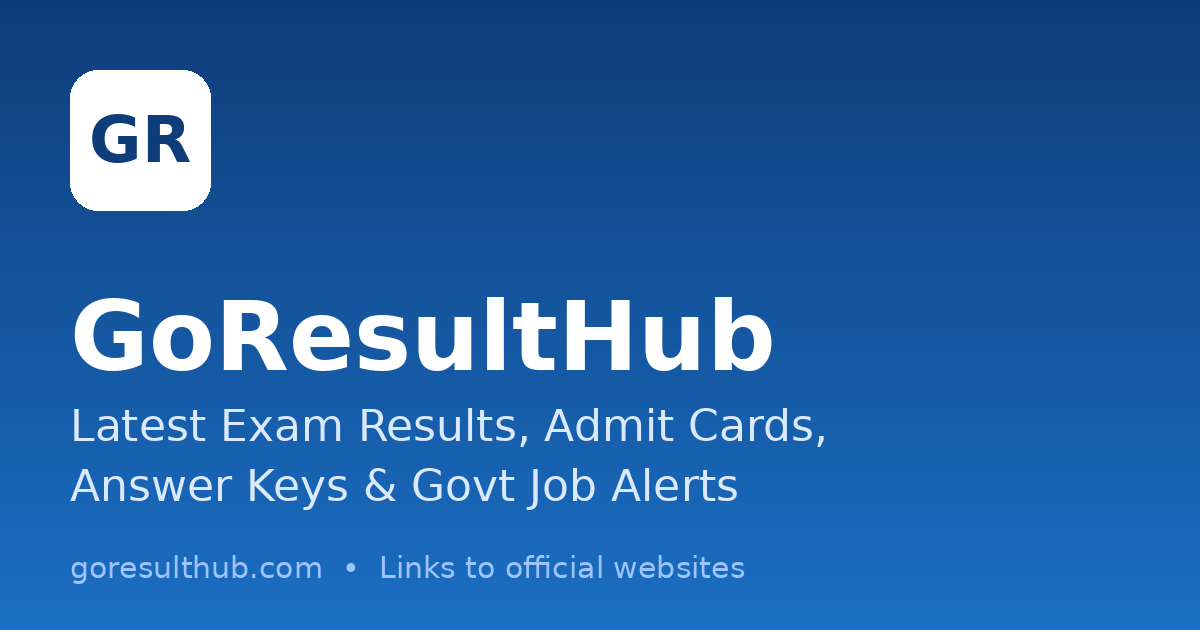 GR
GoResultHub
Latest Exam Results, Admit Cards,
Answer Keys & Govt Job Alerts
goresulthub.com • Links to official websites